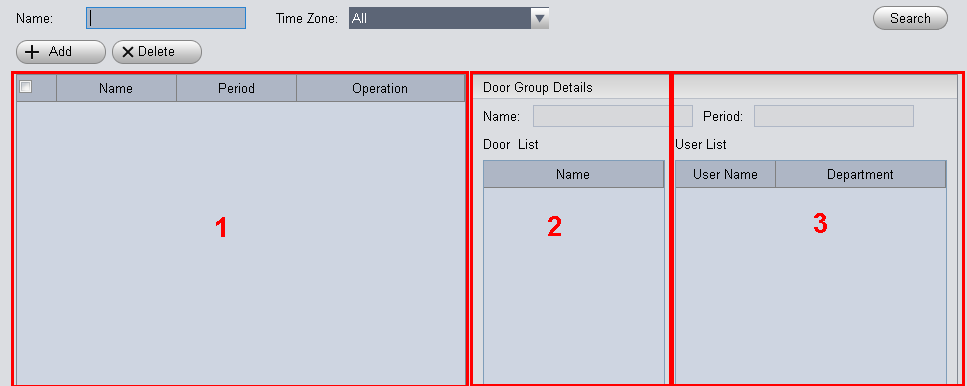 Name: Time Zone: All Search
Add Delete
Name Period Operation
Door Group Details
Name: Period:
Door List User List
Name User Name Department
1 2 3